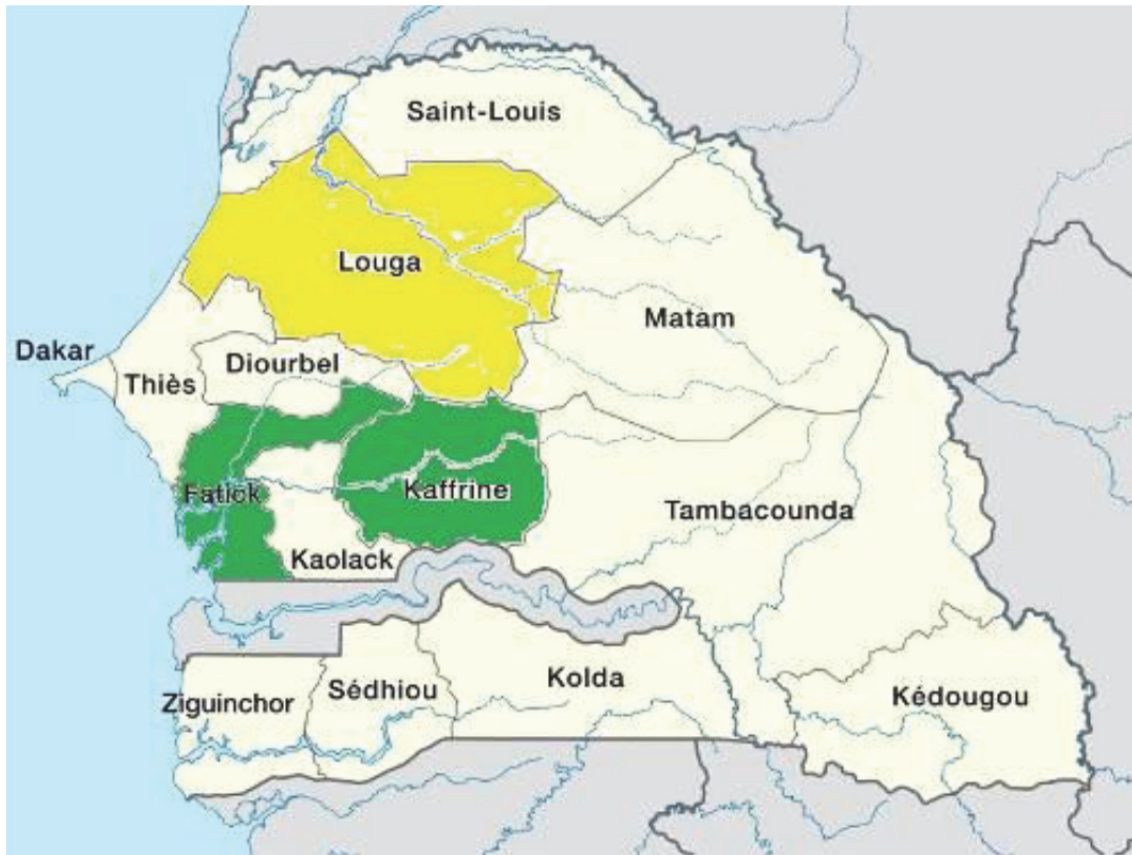 Saint-Louis
Louga
Matam
Dakar
Diourbel
Thiès
Fatick
Kaffrine
Tambacounda
Kaolack
Kolda
Sédhiou
Ziguinchor
Kédougou